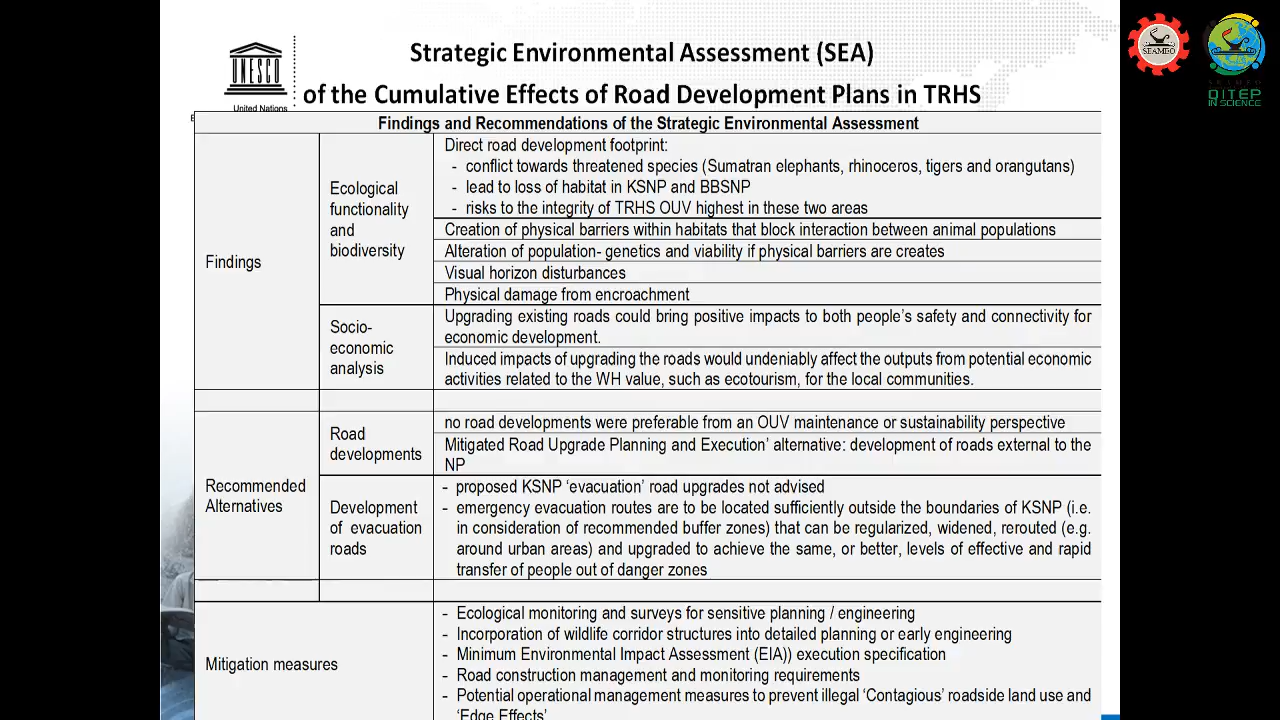 Strategic Environmental Assessment (SEA)
of the Cumulative Effects of Road Development Plans in TRHS
UNESCO
United Nations
SEAMEO
SEAMEO
QITEP
IN SCIENCE
Findings and Recommendations of the Strategic Environmental Assessment
Findings
Ecological
functionality
and
biodiversity
Direct road development footprint:
- conflict towards threatened species (Sumatran elephants, rhinoceros, tigers and orangutans)
- lead to loss of habitat in KSNP and BBSNP
- risks to the integrity of TRHS OUV highest in these two areas
Creation of physical barriers within habitats that block interaction between animal populations
Alteration of population- genetics and viability if physical barriers are creates
Visual horizon disturbances
Physical damage from encroachment
Socio-
economic
analysis
Upgrading existing roads could bring positive impacts to both people's safety and connectivity for
economic development.
Induced impacts of upgrading the roads would undeniably affect the outputs from potential economic
activities related to the WH value, such as ecotourism, for the local communities.
Recommended
Alternatives
Road
developments
no road developments were preferable from an OUV maintenance or sustainability perspective
Mitigated Road Upgrade Planning and Execution' alternative: development of roads external to the
NP
Development
of evacuation
roads
- proposed KSNP 'evacuation' road upgrades not advised
- emergency evacuation routes are to be located sufficiently outside the boundaries of KSNP (i.e.
in consideration of recommended buffer zones) that can be regularized, widened, rerouted (e.g.
around urban areas) and upgraded to achieve the same, or better, levels of effective and rapid
transfer of people out of danger zones
Mitigation measures
- Ecological monitoring and surveys for sensitive planning / engineering
- Incorporation of wildlife corridor structures into detailed planning or early engineering
- Minimum Environmental Impact Assessment (EIA)) execution specification
- Road construction management and monitoring requirements
- Potential operational management measures to prevent illegal 'Contagious' roadside land use and
'Edge Effects'